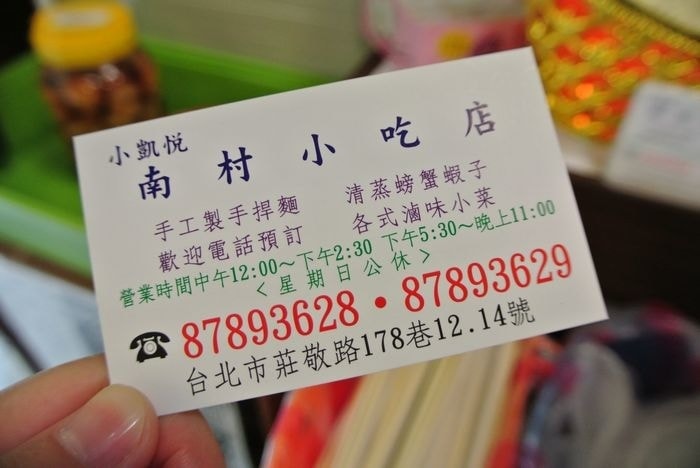 小凱悦
南村小吃店
手工製手捍麵 清蒸螃蟹蝦子
歡迎電話預訂 各式滷味小菜
營業時間中午12:00～下午2:30 下午5:30～晚上11:00
<星期日公休>
☎87893628・87893629
台北市莊敬路178巷12.14號